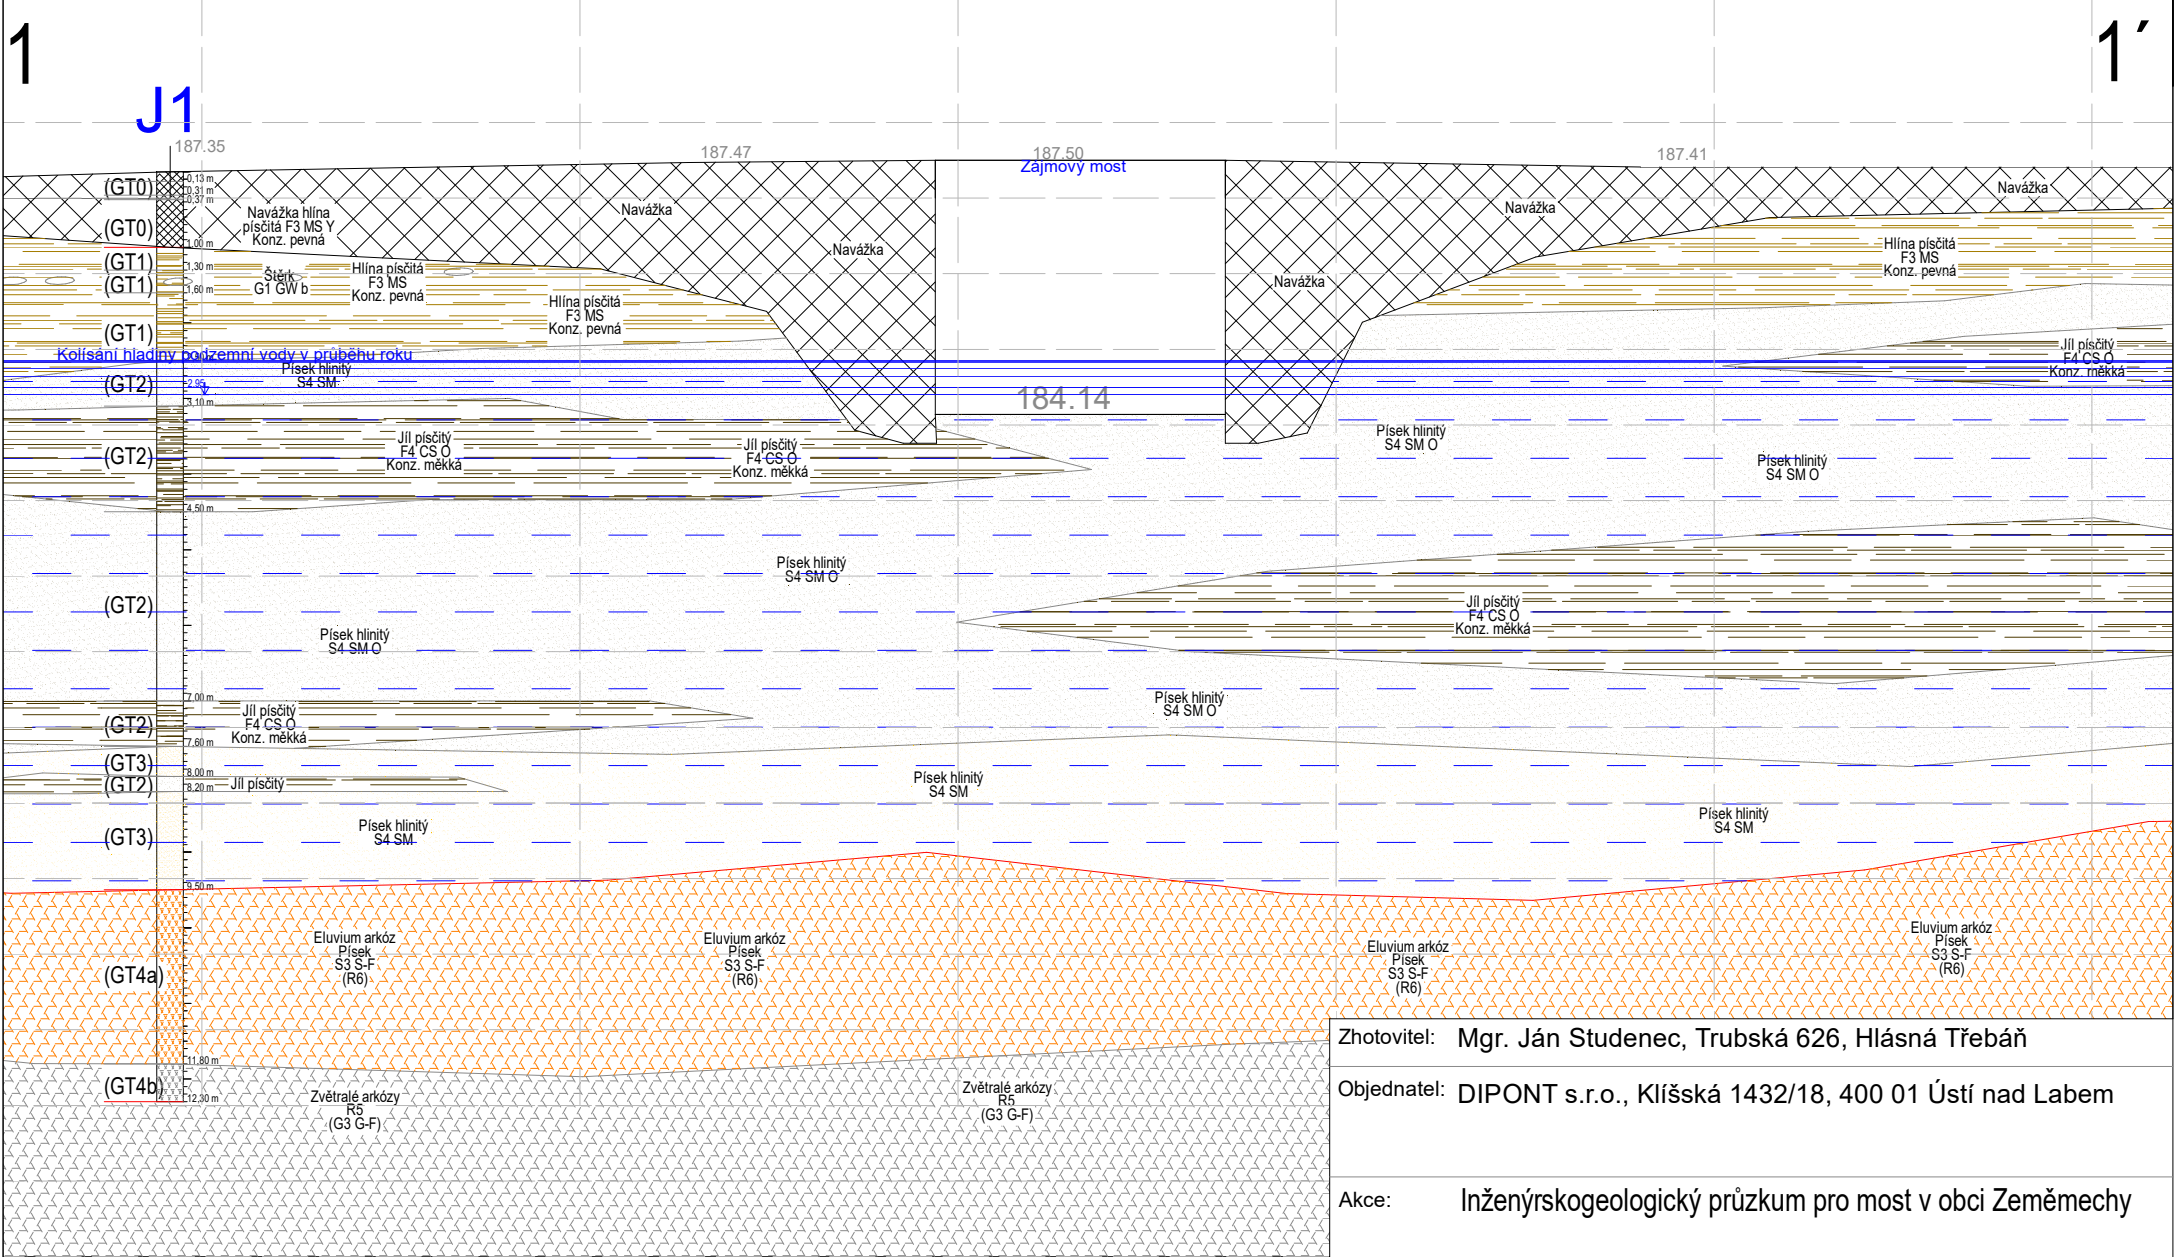 1
1´
J1
187.35
187.47
187.50
187.41
Zájmový most
(GT0)
0,13 m
0,31 m
0,37 m
Navážka hlína
písčitá F3 MS Y
Konz. pevná
Navážka
Navážka
Navážka
Navážka
Navážka
(GT0)
1,00 m
(GT1)
1,30 m
Štěrk
G1 GW b
Hlína písčitá
F3 MS
Konz. pevná
Hlína písčitá
F3 MS
Konz. pevná
Hlína písčitá
F3 MS
Konz. pevná
(GT1)
1,60 m
(GT1)
Kolísání hladiny podzemní vody v průběhu roku
Písek hlinitý
S4 SM
Jíl písčitý
F4 CS O
Konz. měkká
(GT2)
2,95
3,10 m
184.14
Jíl písčitý
F4 CS O
Konz. měkká
Jíl písčitý
F4 CS O
Konz. měkká
Písek hlinitý
S4 SM O
Písek hlinitý
S4 SM O
(GT2)
4,50 m
Písek hlinitý
S4 SM O
(GT2)
Písek hlinitý
S4 SM O
Jíl písčitý
F4 CS O
Konz. měkká
7,00 m
Písek hlinitý
S4 SM O
(GT2)
Jíl písčitý
F4 CS O
Konz. měkká
7,60 m
(GT3)
8,00 m
(GT2)
8,20 m
Jíl písčitý
Písek hlinitý
S4 SM
(GT3)
Písek hlinitý
S4 SM
Písek hlinitý
S4 SM
9,50 m
(GT4a)
Eluvium arkóz
Písek
S3 S-F
(R6)
Eluvium arkóz
Písek
S3 S-F
(R6)
Eluvium arkóz
Písek
S3 S-F
(R6)
Eluvium arkóz
Písek
S3 S-F
(R6)
11,80 m
(GT4b)
12,30 m
Zvětralé arkózy
R5
(G3 G-F)
Zvětralé arkózy
R5
(G3 G-F)
Zhotovitel: Mgr. Ján Studenec, Trubská 626, Hlásná Třebáň
Objednatel: DIPONT s.r.o., Klíšská 1432/18, 400 01 Ústí nad Labem
Akce: Inženýrskogeologický průzkum pro most v obci Zeměmechy